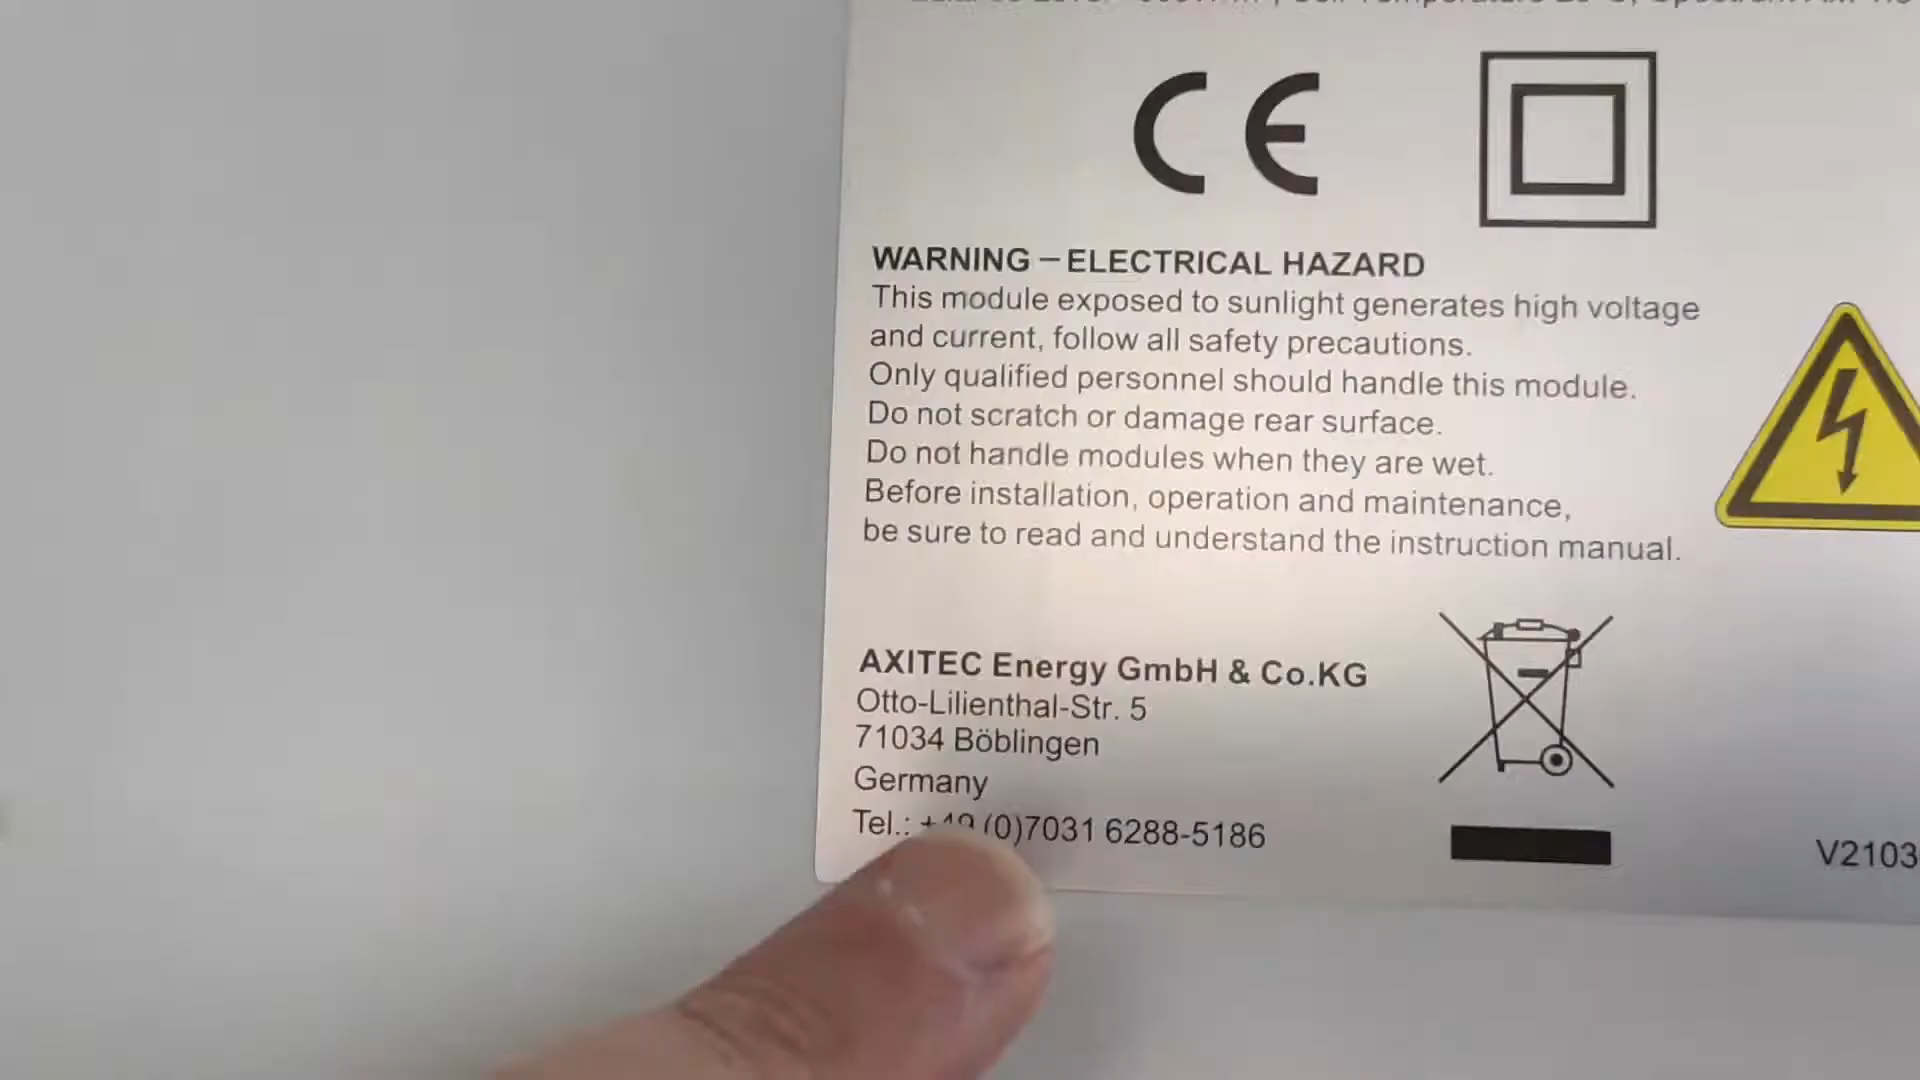 CE
WARNING – ELECTRICAL HAZARD
This module exposed to sunlight generates high voltage
and current, follow all safety precautions.
Only qualified personnel should handle this module.
Do not scratch or damage rear surface.
Do not handle modules when they are wet.
Before installation, operation and maintenance,
be sure to read and understand the instruction manual.
AXITEC Energy GmbH & Co.KG
Otto-Lilienthal-Str. 5
71034 Böblingen
Germany
Tel.: +49 (0)7031 6288-5186
V2103